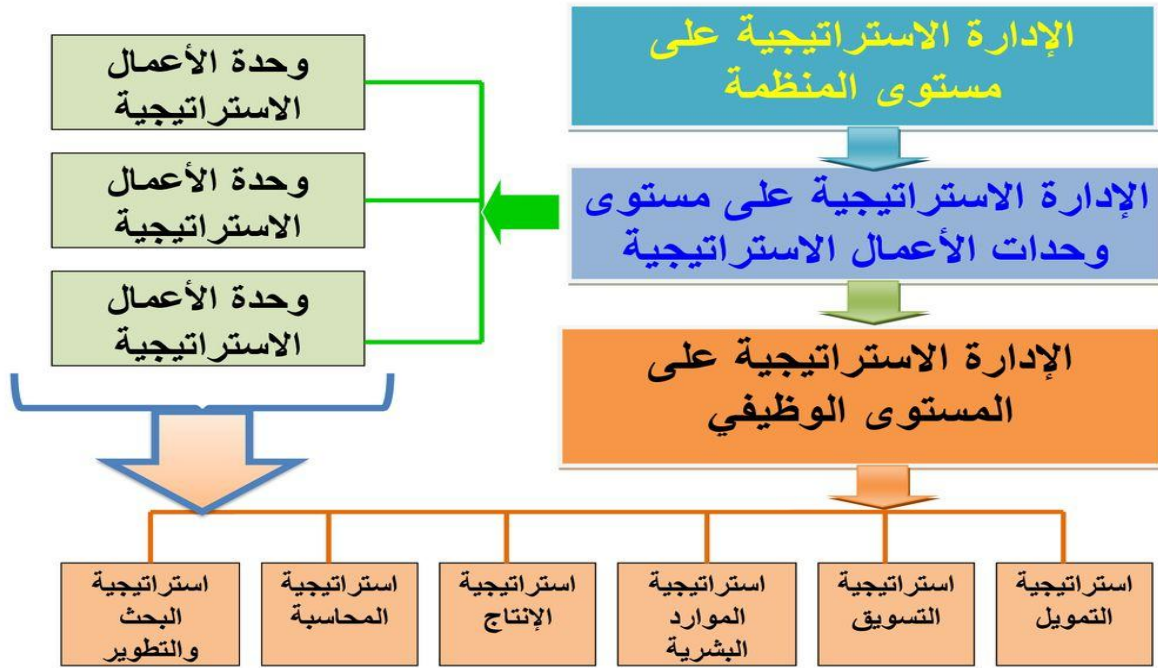 الإدارة الاستراتيجية على
مستوى المنظمة
الإدارة الاستراتيجية على مستوى
وحدات الأعمال الاستراتيجية
الإدارة الاستراتيجية على
المستوى الوظيفي
وحدة الأعمال
الاستراتيجية
وحدة الأعمال
الاستراتيجية
وحدة الأعمال
الاستراتيجية
استراتيجية
التمويل
استراتيجية
التسويق
استراتيجية
الموارد
البشرية
استراتيجية
الإنتاج
استراتيجية
المحاسبة
استراتيجية
البحث
والتطوير